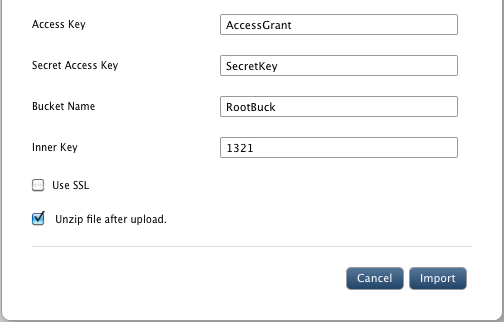 Access Key AccessGrant
Secret Access Key SecretKey
Bucket Name RootBuck
Inner Key 1321
Use SSL
Unzip file after upload.
Cancel Import